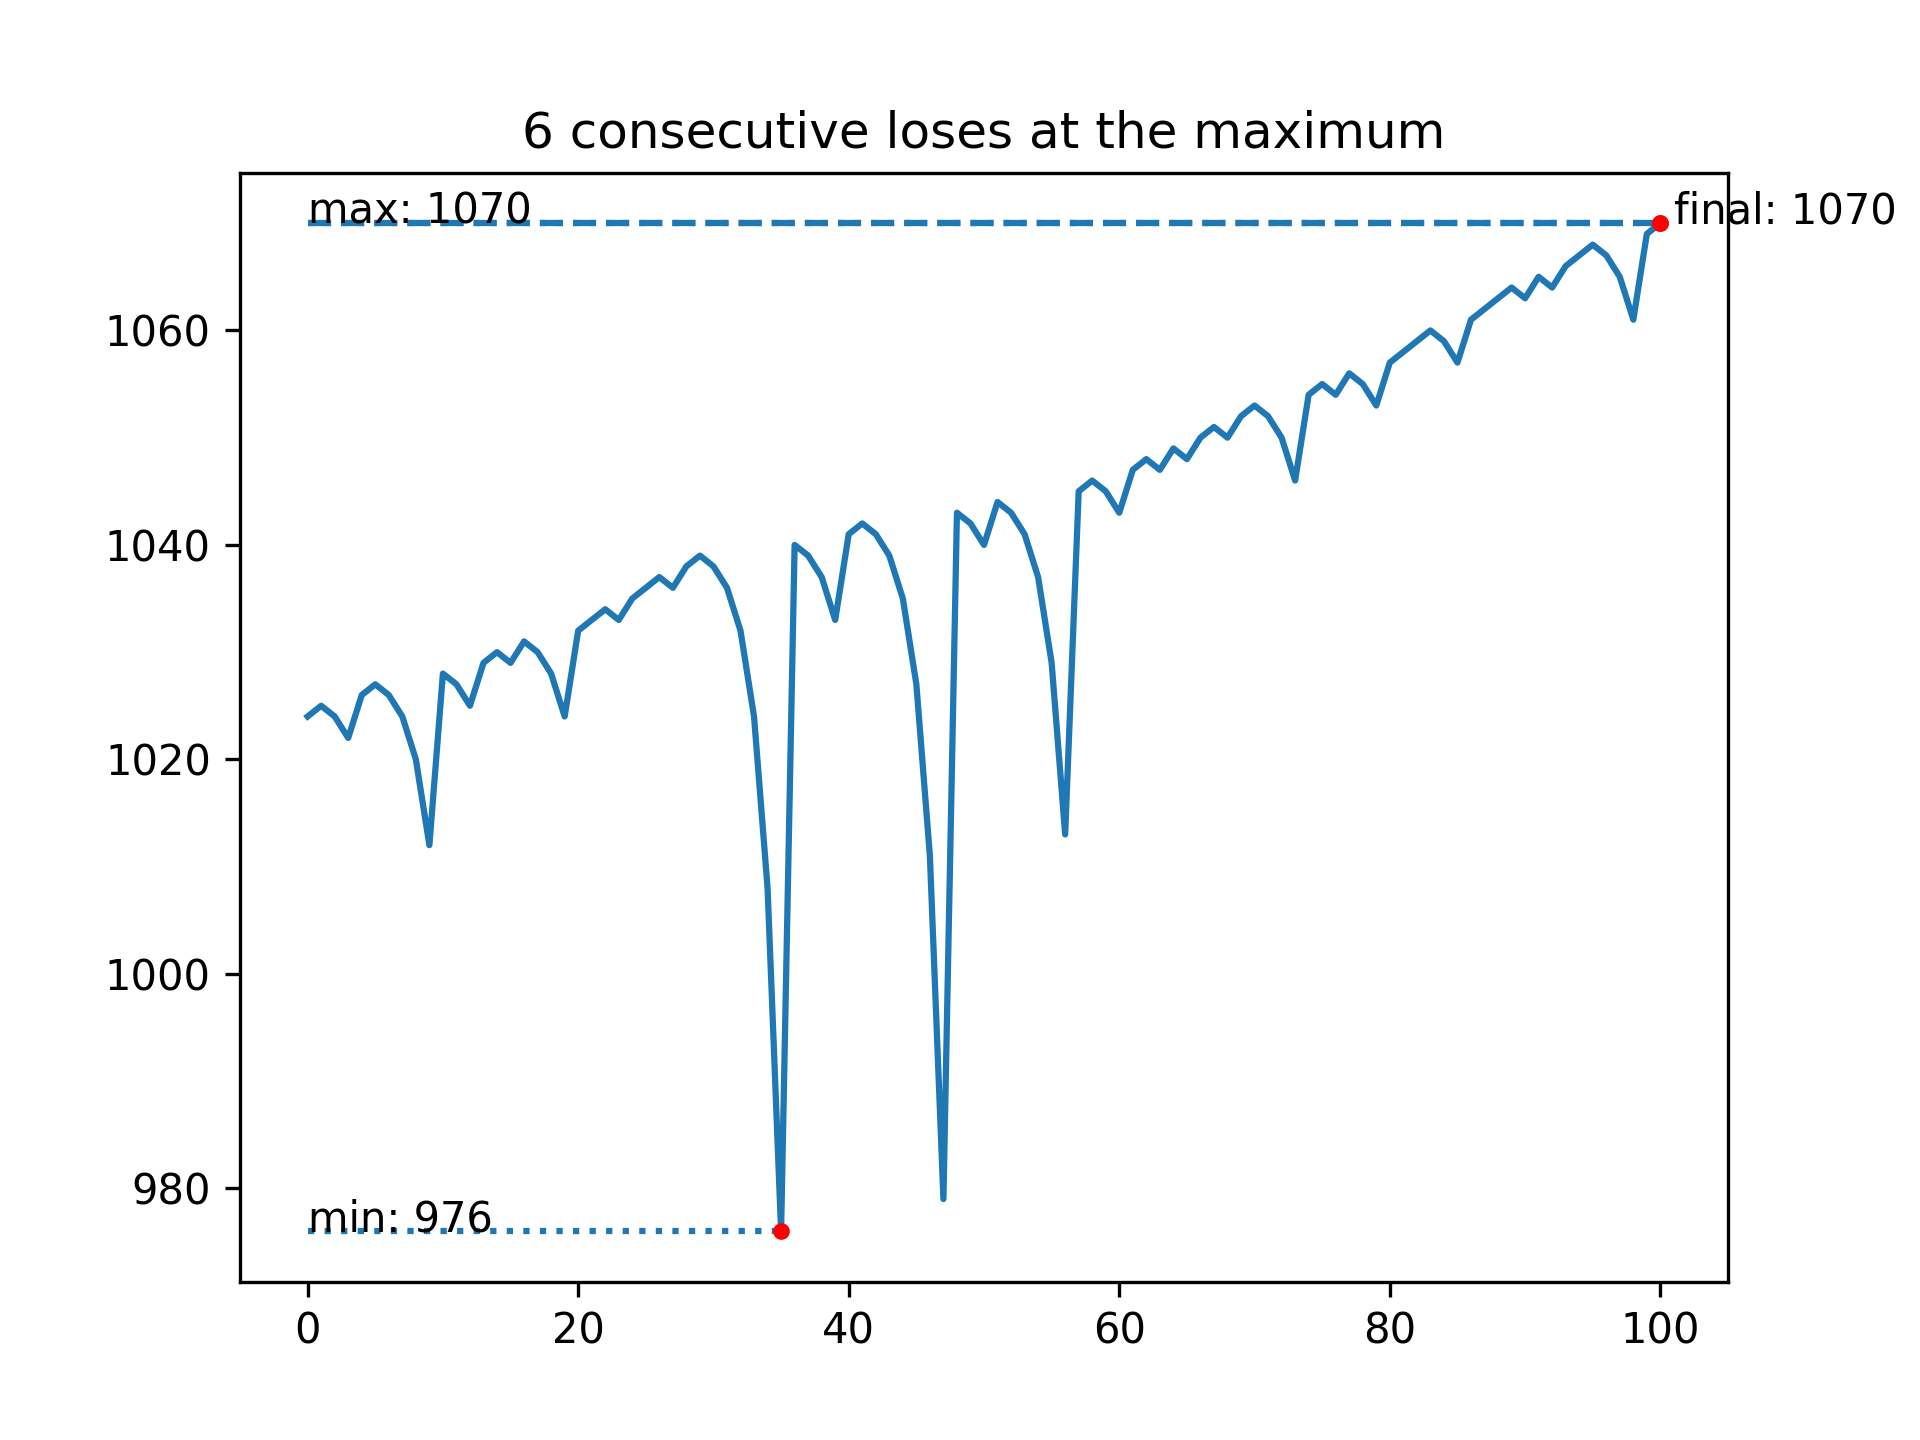 6 consecutive loses at the maximum
max: 1070
final: 1070
1060
1040
1020
1000
980
min: 976
0 20 40 60 80 100